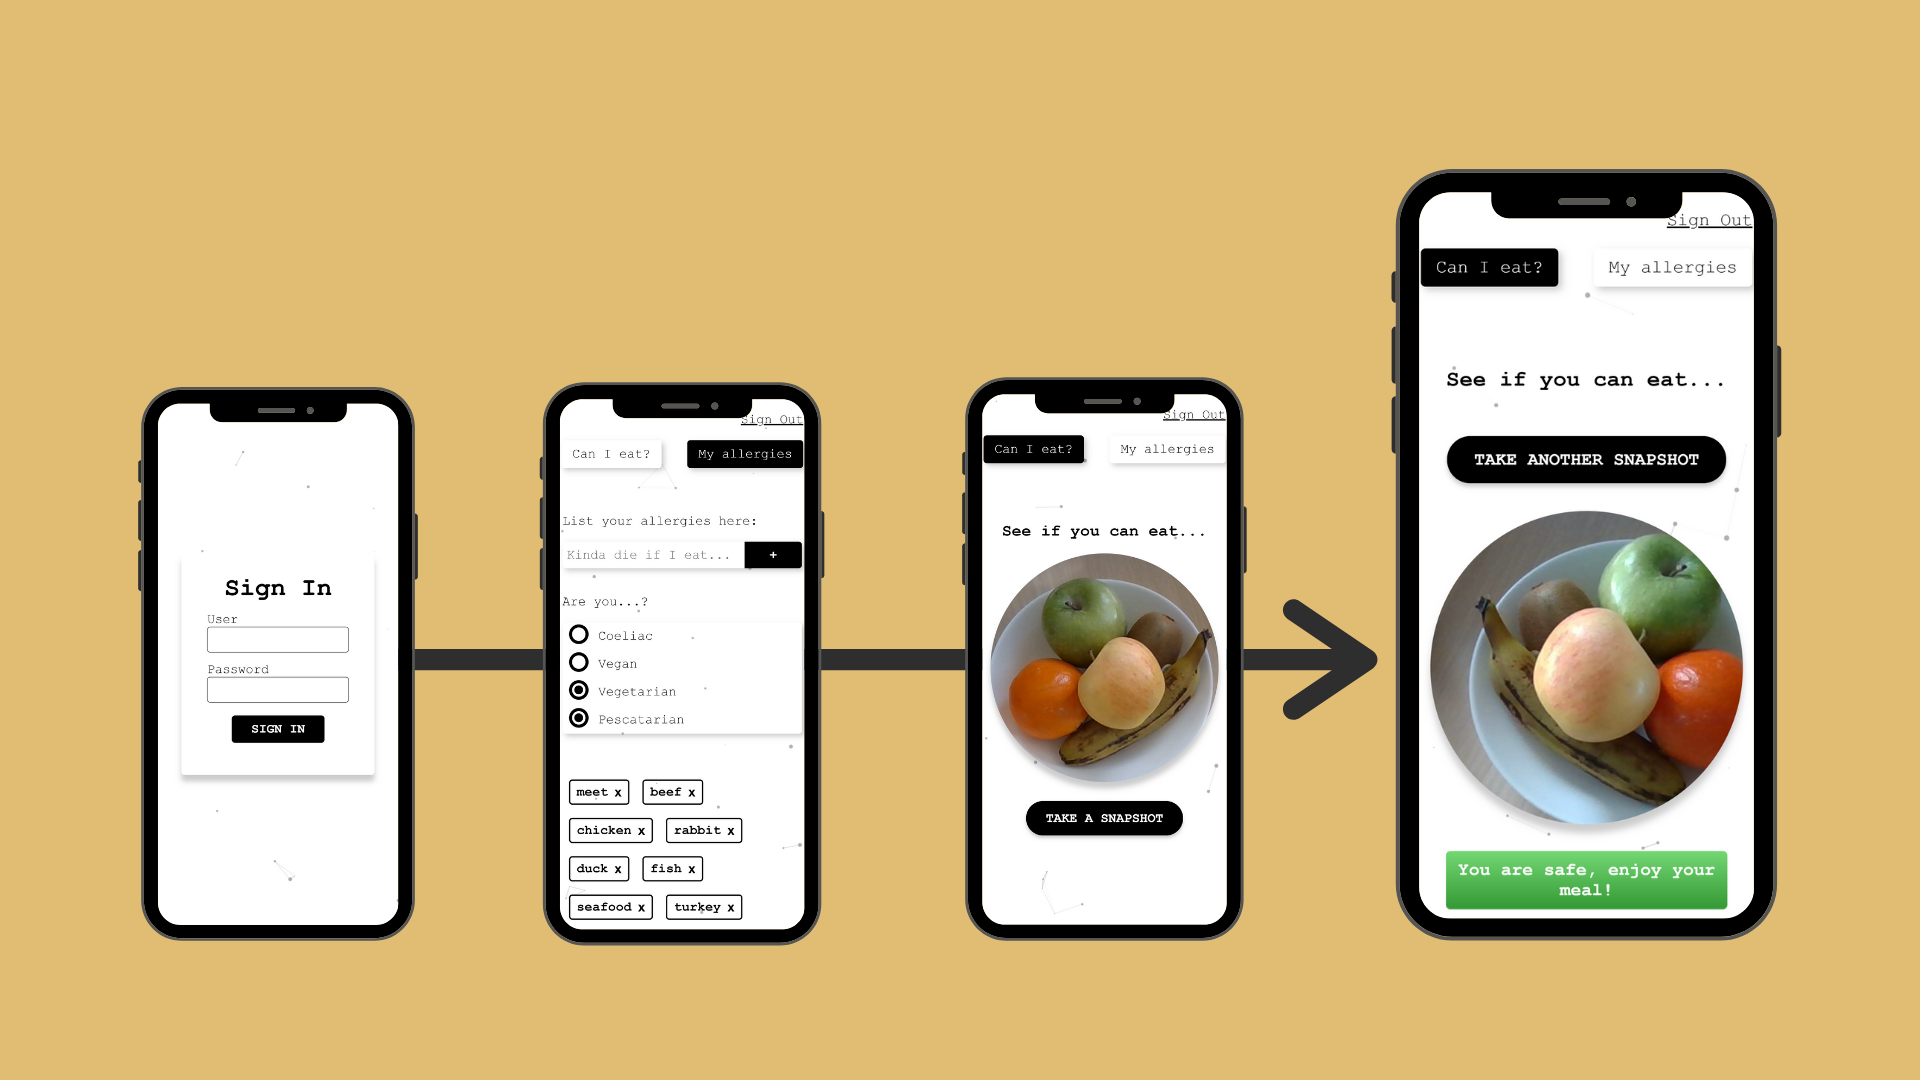 Sign In
User
Password
SIGN IN
Sign Out
Can I eat?
My allergies
List your allergies here:
Kinda die if I eat...
+
Are you...?
Coeliac
Vegan
Vegetarian
Pescatarian
meet x
beef x
chicken x
rabbit x
duck x
fish x
seafood x
turkey x
Sign Out
Can I eat?
My allergies
See if you can eat...
TAKE A SNAPSHOT
Sign Out
Can I eat?
My allergies
See if you can eat...
TAKE ANOTHER SNAPSHOT
You are safe, enjoy your
meal!